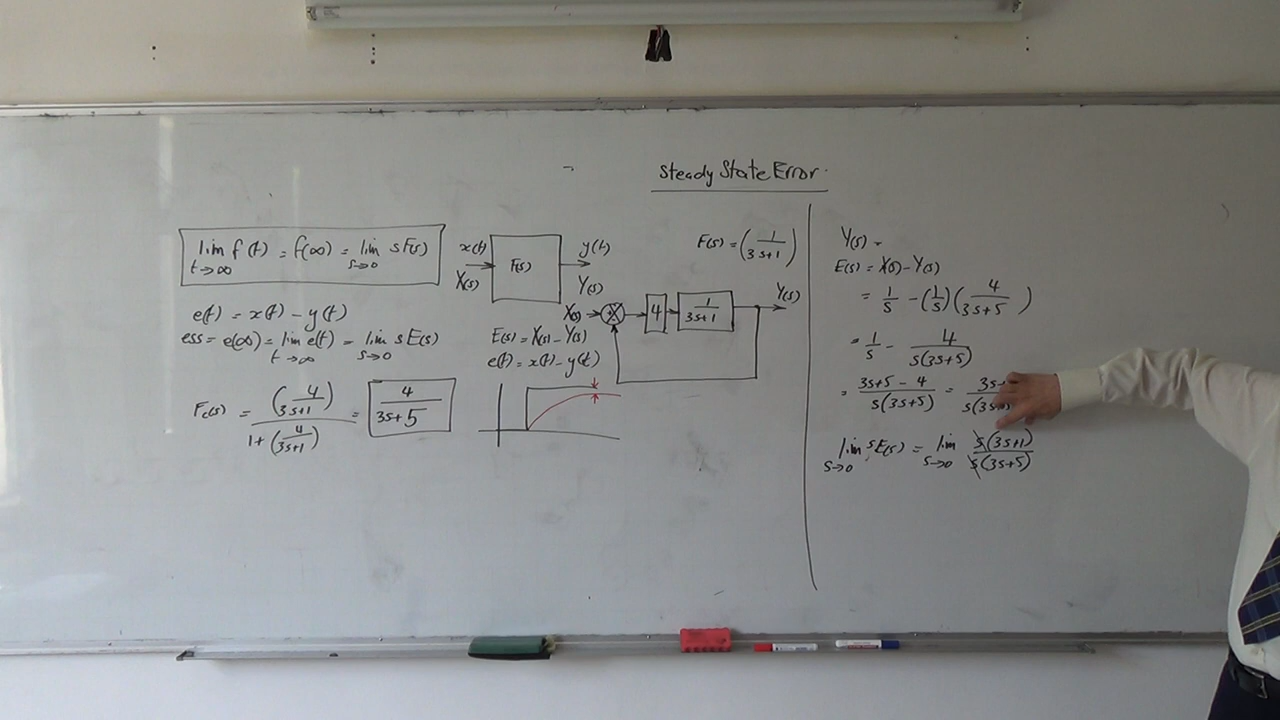 Steady State Error.
lim f(t) = f(∞) = lim sF(s)
t→∞ s→0
e(t) = x(t) - y(t)
ess = e(∞) = lim e(t) = lim sE(s)
t→∞ s→0
Fc(s) = (4/(3s+1)) / (1+(4/(3s+1))) = 4/(3s+5)
x(t) y(t)
F(s)
X(s) Y(s)
F(s) = (1/(3s+1))
X(s) 4 1/(3s+1) Y(s)
E(s) = X(s) - Y(s)
e(t) = x(t) - y(t)
Y(s) =
E(s) = X(s) - Y(s)
= 1/s - (1/s)(4/(3s+5))
= 1/s - 4/(s(3s+5))
= (3s+5-4)/(s(3s+5)) = 3s+ / s(3s
lim sE(s) = lim s(3s+1)/s(3s+5)
s→0 s→0